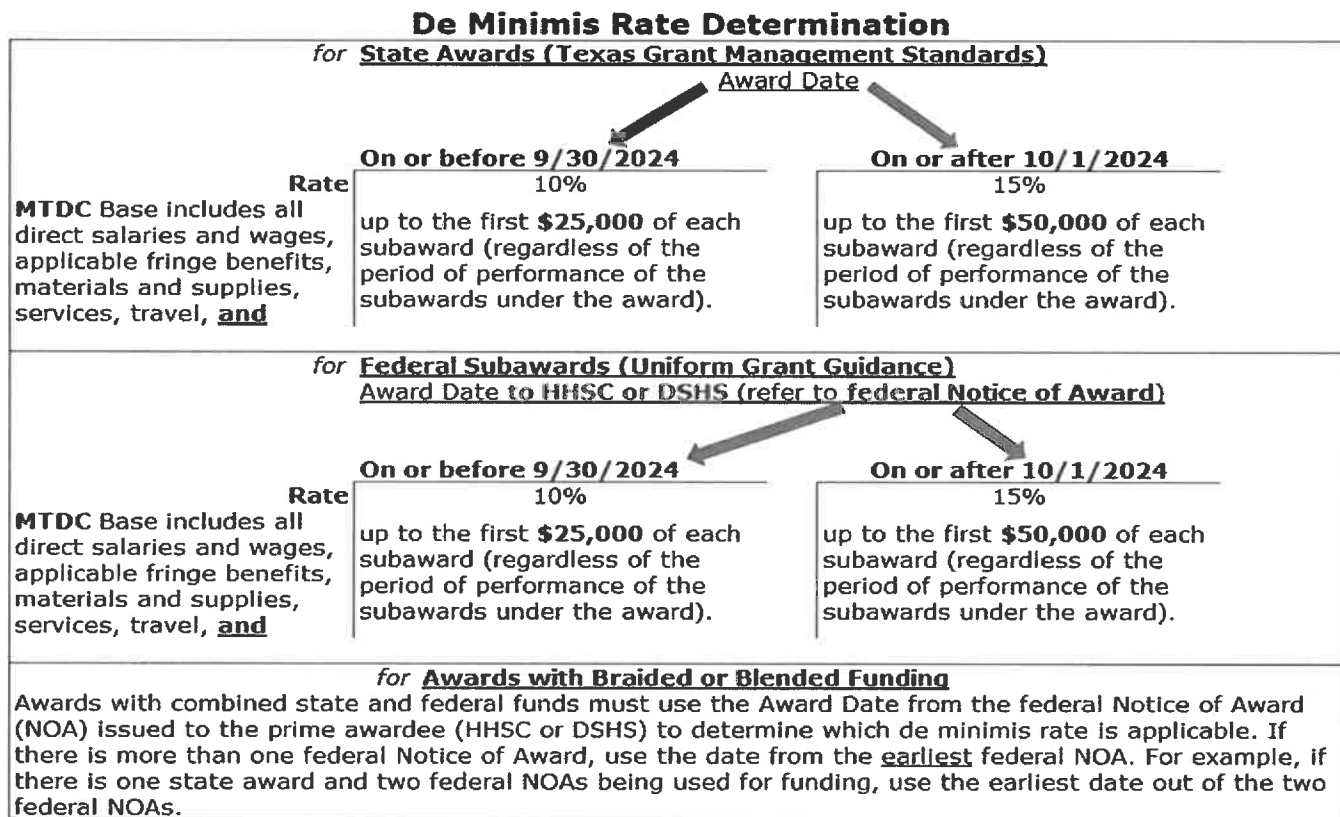 De Minimis Rate Determination
for State Awards (Texas Grant Management Standards)
Award Date
On or before 9/30/2024
On or after 10/1/2024
Rate
10%
15%
MTDC Base includes all
direct salaries and wages,
applicable fringe benefits,
materials and supplies,
services, travel, and
up to the first $25,000 of each
subaward (regardless of the
period of performance of the
subawards under the award).
up to the first $50,000 of each
subaward (regardless of the
period of performance of the
subawards under the award).
for Federal Subawards (Uniform Grant Guidance)
Award Date to HHSC or DSHS (refer to federal Notice of Award)
On or before 9/30/2024
On or after 10/1/2024
Rate
10%
15%
MTDC Base includes all
direct salaries and wages,
applicable fringe benefits,
materials and supplies,
services, travel, and
up to the first $25,000 of each
subaward (regardless of the
period of performance of the
subawards under the award).
up to the first $50,000 of each
subaward (regardless of the
period of performance of the
subawards under the award).
for Awards with Braided or Blended Funding
Awards with combined state and federal funds must use the Award Date from the federal Notice of Award
(NOA) issued to the prime awardee (HHSC or DSHS) to determine which de minimis rate is applicable. If
there is more than one federal Notice of Award, use the date from the earliest federal NOA. For example, if
there is one state award and two federal NOAs being used for funding, use the earliest date out of the two
federal NOAs.